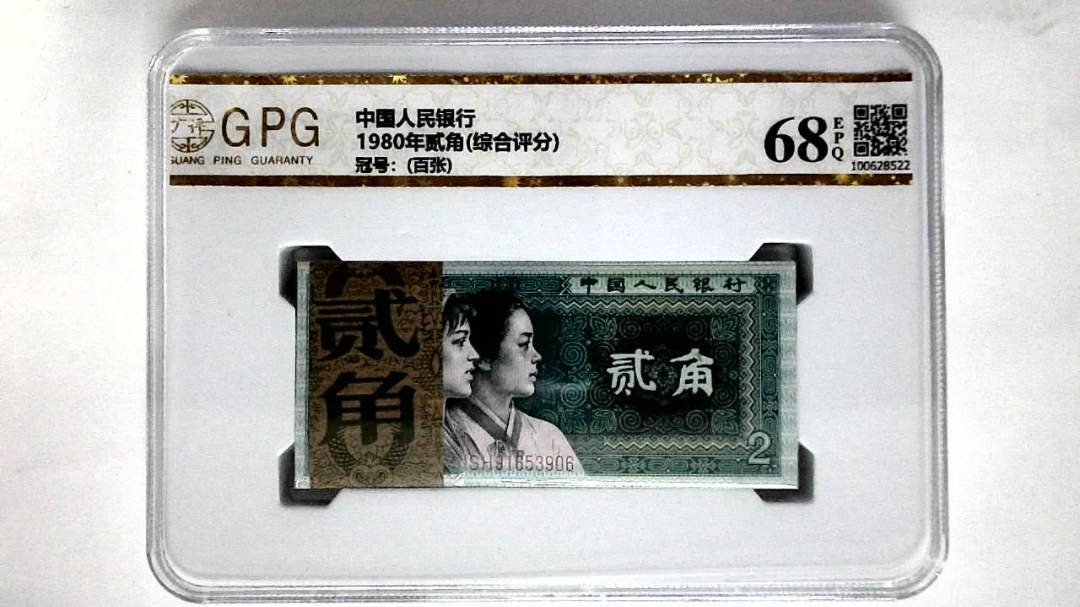 GPG
GUANG PING GUARANTY
中国人民银行
1980年贰角(综合评分)
冠号：(百张)
68
EPQ
100628522
贰角
中国人民银行
贰角
SH91653906
2